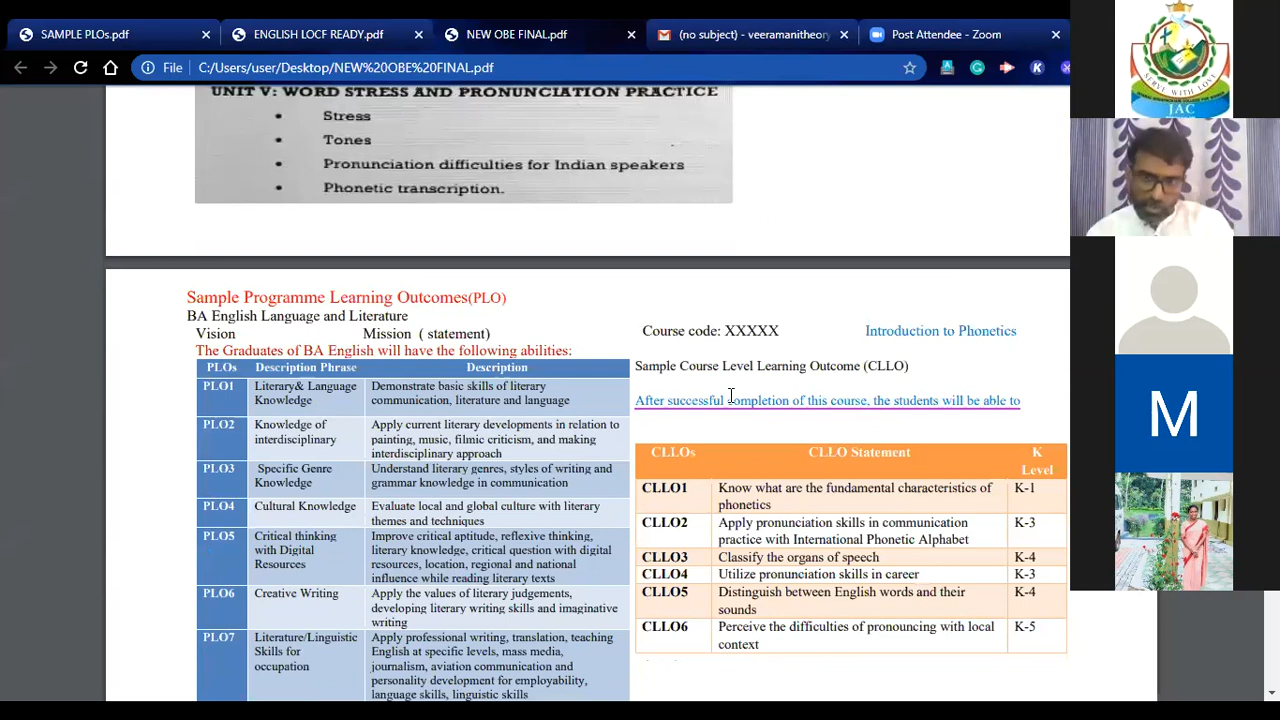 SAMPLE PLOs.pdf
ENGLISH LOCF READY.pdf
NEW OBE FINAL.pdf
(no subject) - veeramanitheory
Post Attendee - Zoom
File C:/Users/user/Desktop/NEW%20OBE%20FINAL.pdf
UNIT V: WORD STRESS AND PRONUNCIATION PRACTICE
• Stress
• Tones
• Pronunciation difficulties for Indian speakers
• Phonetic transcription.
Sample Programme Learning Outcomes(PLO)
BA English Language and Literature
Vision Mission ( statement)
The Graduates of BA English will have the following abilities:
PLOs Description Phrase Description
PLO1 Literary& Language Demonstrate basic skills of literary
Knowledge communication, literature and language
PLO2 Knowledge of Apply current literary developments in relation to
interdisciplinary painting, music, filmic criticism, and making
interdisciplinary approach
PLO3 Specific Genre Understand literary genres, styles of writing and
Knowledge grammar knowledge in communication
PLO4 Cultural Knowledge Evaluate local and global culture with literary
themes and techniques
PLO5 Critical thinking Improve critical aptitude, reflexive thinking,
with Digital literary knowledge, critical question with digital
Resources resources, location, regional and national
influence while reading literary texts
PLO6 Creative Writing Apply the values of literary judgements,
developing literary writing skills and imaginative
writing
PLO7 Literature/Linguistic Apply professional writing, translation, teaching
Skills for English at specific levels, mass media,
occupation journalism, aviation communication and
personality development for employability,
language skills, linguistic skills
Course code: XXXXX Introduction to Phonetics
Sample Course Level Learning Outcome (CLLO)
After successful completion of this course, the students will be able to
CLLOs CLLO Statement K
Level
CLLO1 Know what are the fundamental characteristics of K-1
phonetics
CLLO2 Apply pronunciation skills in communication K-3
practice with International Phonetic Alphabet
CLLO3 Classify the organs of speech K-4
CLLO4 Utilize pronunciation skills in career K-3
CLLO5 Distinguish between English words and their K-4
sounds
CLLO6 Perceive the difficulties of pronouncing with local K-5
context
SERVE WITH LOVE
JAC
M